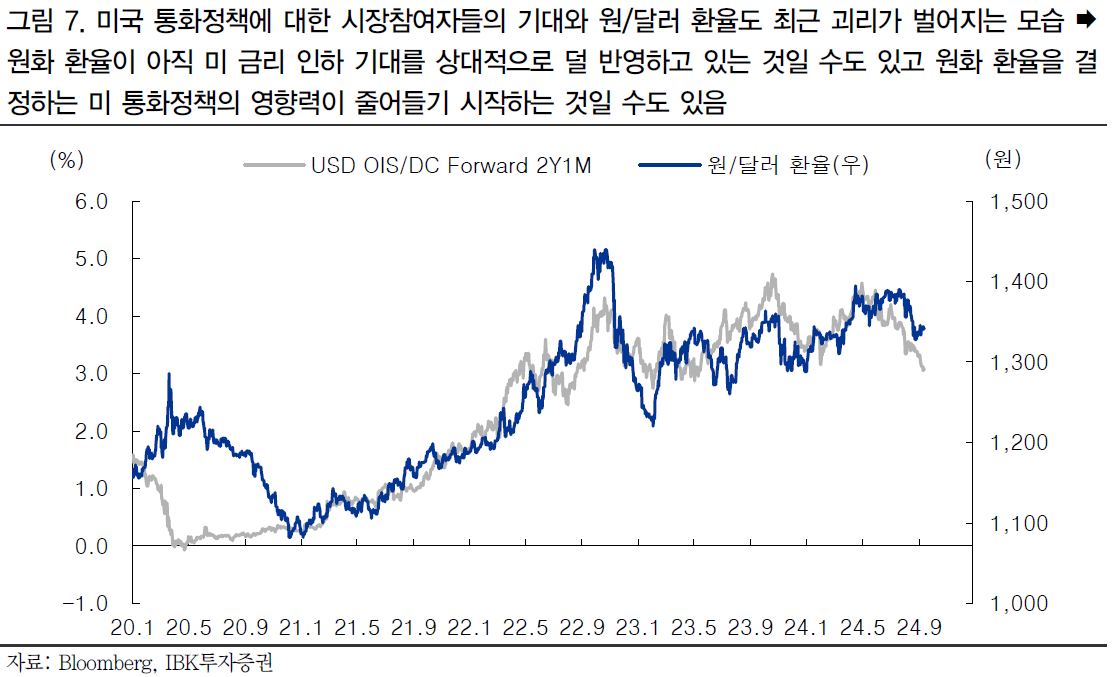 그림 7. 미국 통화정책에 대한 시장참여자들의 기대와 원/달러 환율도 최근 괴리가 벌어지는 모습 ➡
원화 환율이 아직 미 금리 인하 기대를 상대적으로 덜 반영하고 있는 것일 수도 있고 원화 환율을 결
정하는 미 통화정책의 영향력이 줄어들기 시작하는 것일 수도 있음
(%) USD OIS/DC Forward 2Y1M 원/달러 환율(우) (원)
6.0 1,500
5.0
1,400
4.0
1,300
3.0
2.0 1,200
1.0
1,100
0.0
-1.0 1,000
20.1 20.5 20.9 21.1 21.5 21.9 22.1 22.5 22.9 23.1 23.5 23.9 24.1 24.5 24.9
자료: Bloomberg, IBK투자증권